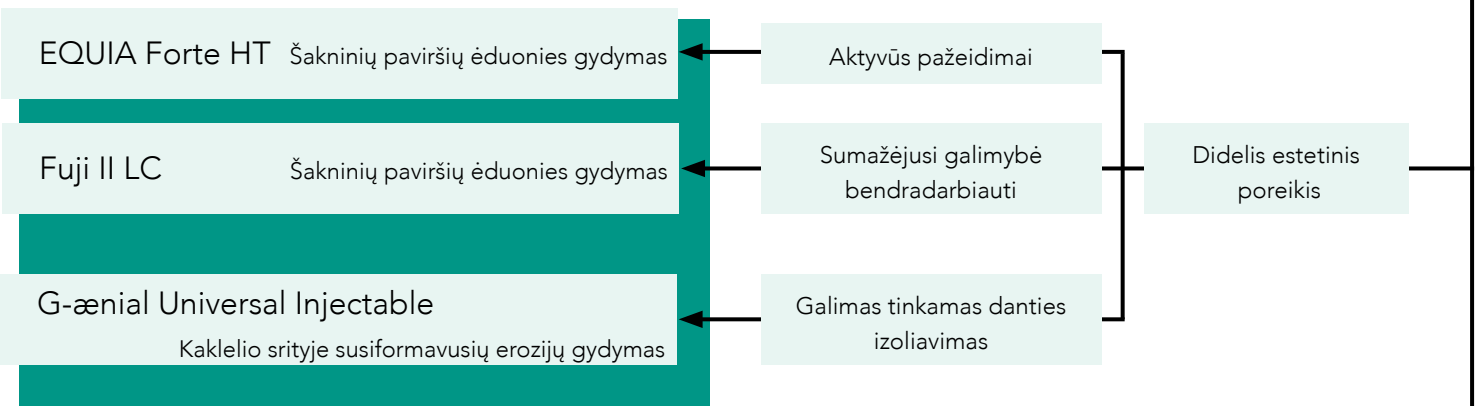 EQUIA Forte HT Šakninių paviršių ėduonies gydymas
Aktyvūs pažeidimai
Fuji II LC Šakninių paviršių ėduonies gydymas
Sumažėjusi galimybė
bendradarbiauti
Didelis estetinis
poreikis
G-ænial Universal Injectable
Kaklelio srityje susiformavusių erozijų gydymas
Galimas tinkamas danties
izoliavimas